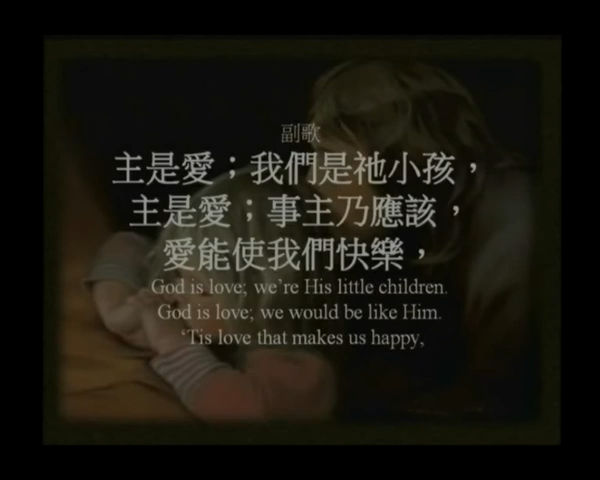 副歌
主是愛；我們是祂小孩，
主是愛；事主乃應該，
愛能使我們快樂，
God is love; we're His little children.
God is love; we would be like Him.
‘Tis love that makes us happy,